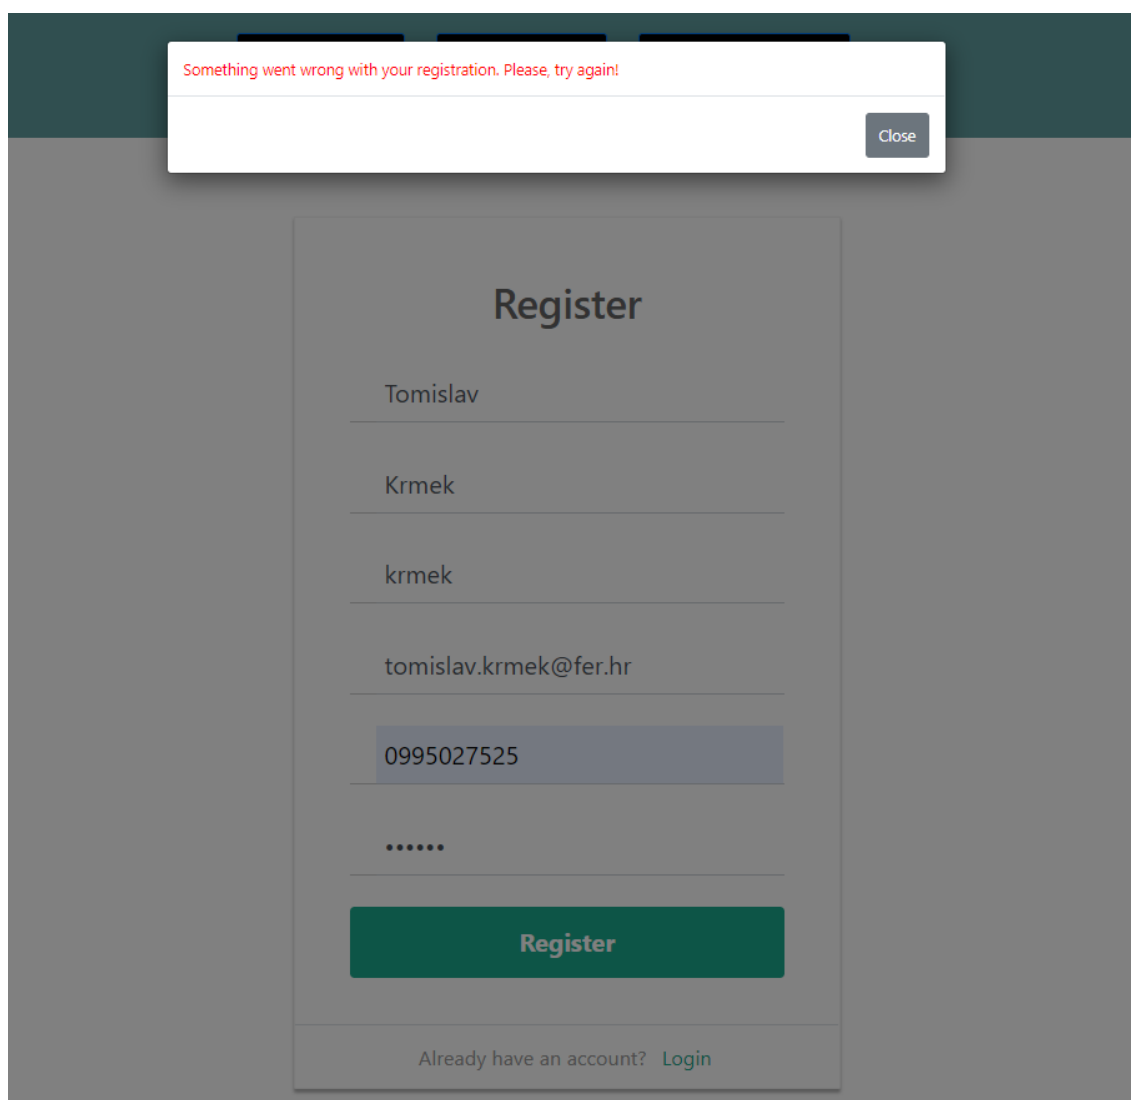 Something went wrong with your registration. Please, try again!
Close
Register
Tomislav
Krmek
krmek
tomislav.krmek@fer.hr
0995027525
••••••
Register
Already have an account? Login